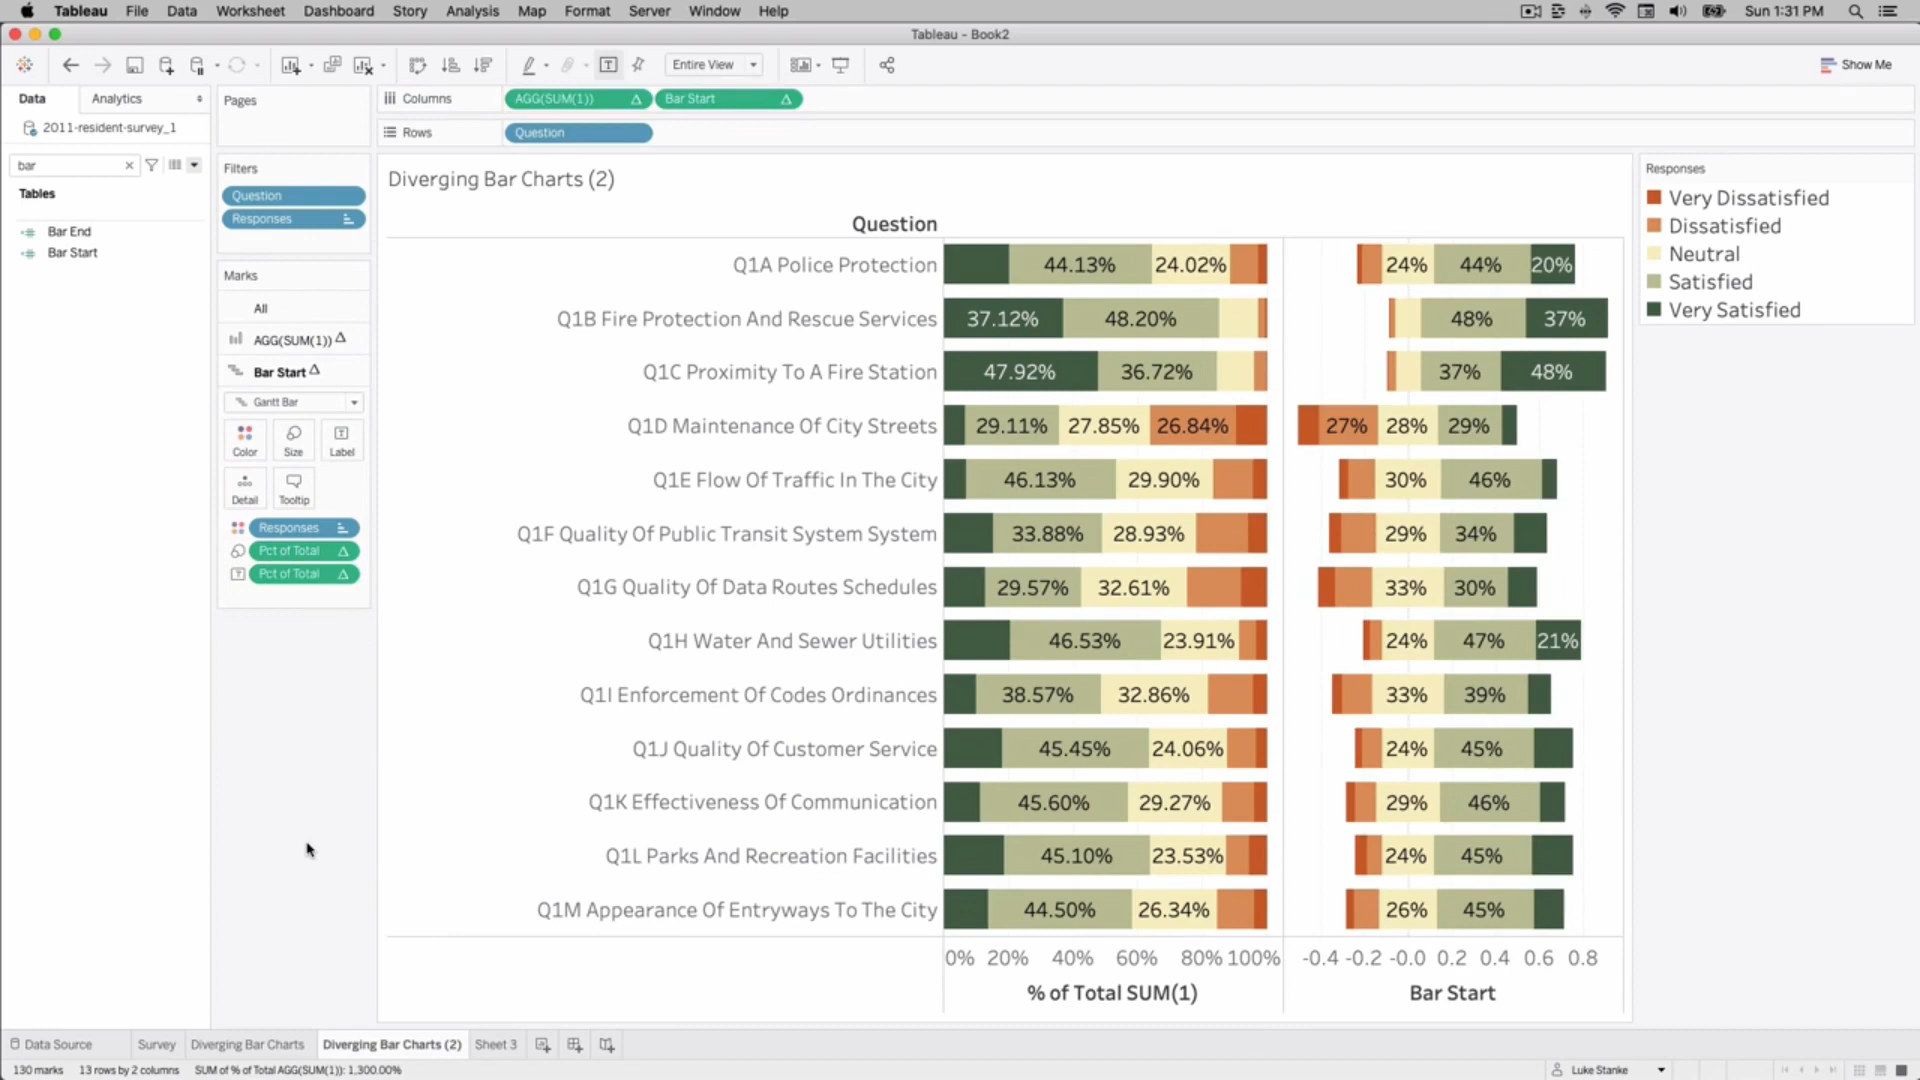 Tableau File Data Worksheet Dashboard Story Analysis Map Format Server Window Help Sun 1:31 PM
Tableau - Book2
Entire View Show Me
Data Analytics Pages Columns AGG(SUM(1)) Bar Start
2011-resident-survey_1 Rows Question
bar Filters
Tables Question
Responses
Bar End
Bar Start
Marks
All
AGG(SUM(1))
Bar Start
Gantt Bar
Color Size Label
Detail Tooltip
Responses
Pct of Total
Pct of Total
Diverging Bar Charts (2)
Question
Q1A Police Protection 44.13% 24.02% 24% 44% 20%
Q1B Fire Protection And Rescue Services 37.12% 48.20% 48% 37%
Q1C Proximity To A Fire Station 47.92% 36.72% 37% 48%
Q1D Maintenance Of City Streets 29.11% 27.85% 26.84% 27% 28% 29%
Q1E Flow Of Traffic In The City 46.13% 29.90% 30% 46%
Q1F Quality Of Public Transit System System 33.88% 28.93% 29% 34%
Q1G Quality Of Data Routes Schedules 29.57% 32.61% 33% 30%
Q1H Water And Sewer Utilities 46.53% 23.91% 24% 47% 21%
Q1I Enforcement Of Codes Ordinances 38.57% 32.86% 33% 39%
Q1J Quality Of Customer Service 45.45% 24.06% 24% 45%
Q1K Effectiveness Of Communication 45.60% 29.27% 29% 46%
Q1L Parks And Recreation Facilities 45.10% 23.53% 24% 45%
Q1M Appearance Of Entryways To The City 44.50% 26.34% 26% 45%
0% 20% 40% 60% 80% 100% -0.4 -0.2 -0.0 0.2 0.4 0.6 0.8
% of Total SUM(1) Bar Start
Responses
Very Dissatisfied
Dissatisfied
Neutral
Satisfied
Very Satisfied
Data Source Survey Diverging Bar Charts Diverging Bar Charts (2) Sheet 3
130 marks 13 rows by 2 columns SUM of % of Total AGG(SUM(1)): 1,300.00% Luke Stanke